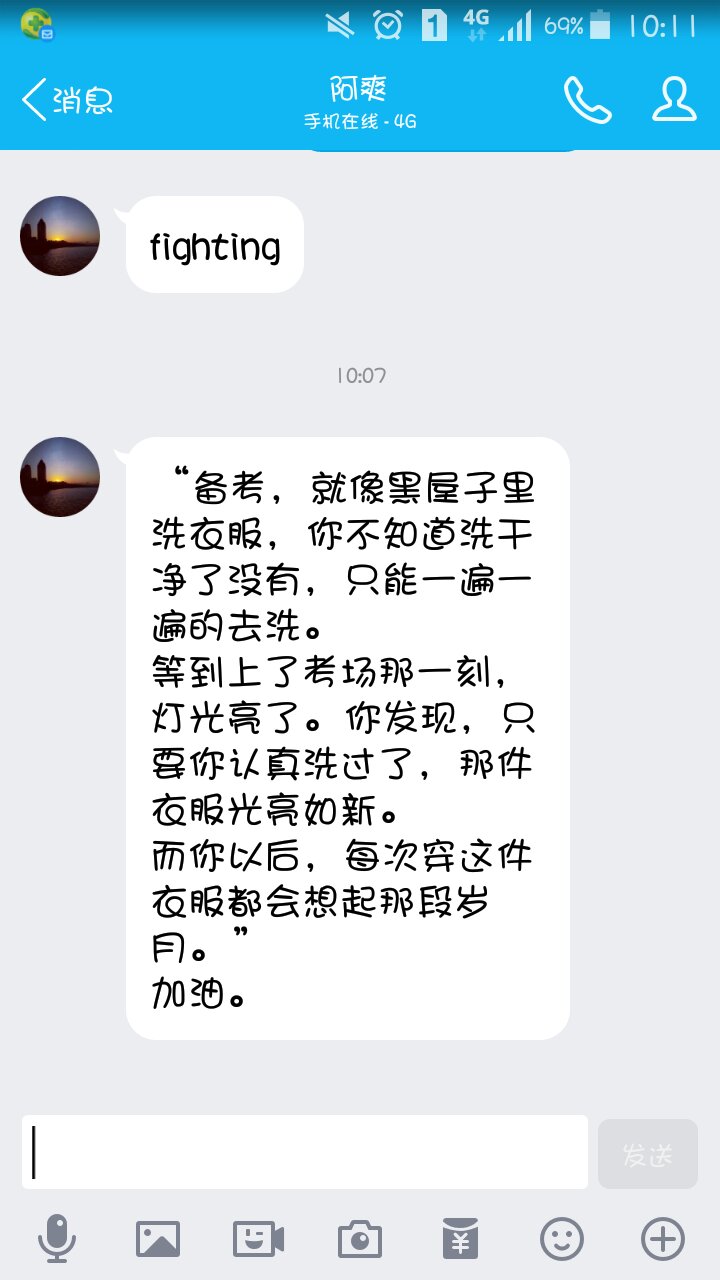 1 4G 69% 10:11
消息
阿爽
手机在线 - 4G
fighting
10:07
“备考，就像黑屋子里
洗衣服，你不知道洗干
净了没有，只能一遍一
遍的去洗。
等到上了考场那一刻，
灯光亮了。你发现，只
要你认真洗过了，那件
衣服光亮如新。
而你以后，每次穿这件
衣服都会想起那段岁
月。”
加油。
发送